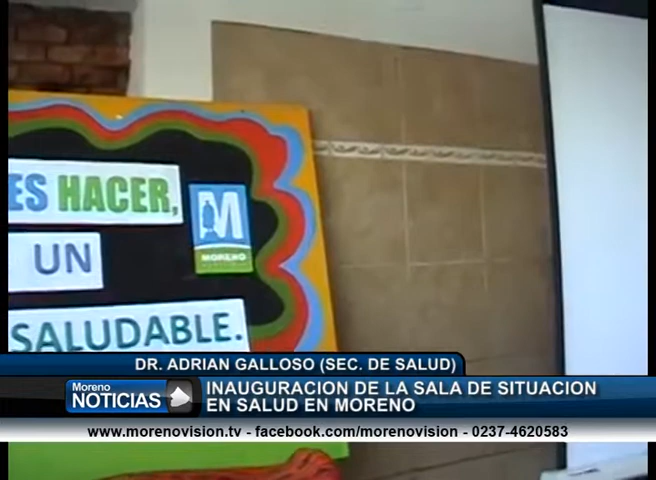 ES HACER,
M
MORENO
UN
SALUDABLE.
DR. ADRIAN GALLOSO (SEC. DE SALUD)
Moreno
NOTICIAS
INAUGURACION DE LA SALA DE SITUACION
EN SALUD EN MORENO
www.morenovision.tv - facebook.com/morenovision - 0237-4620583